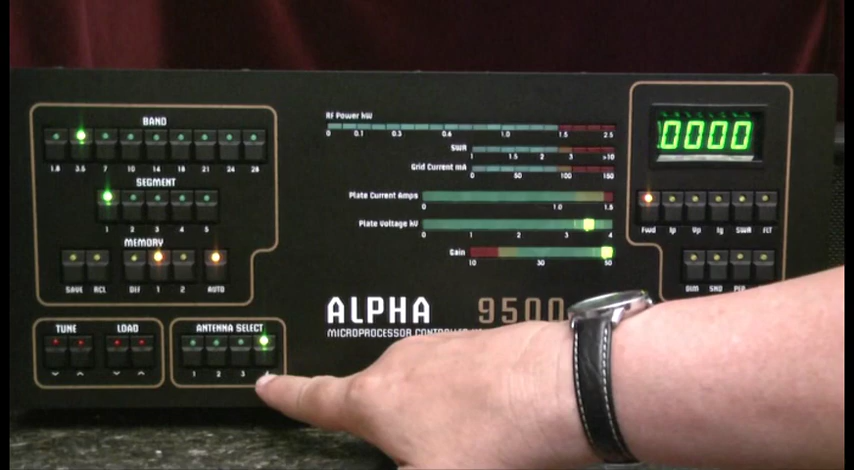 BAND
1.8 3.5 7 10 14 18 21 24 28
SEGMENT
1 2 3 4 5
MEMORY
SAVE RCL DIF 1 2 AUTO
TUNE LOAD
ANTENNA SELECT
1 2 3
RF Power kW
0 0.1 0.3 0.6 1.0 1.5 2.5
SWR
1 1.5 2 3 >10
Grid Current mA
0 50 100 150
Plate Current Amps
0 1.0 1.5
Plate Voltage kV
0 1 2 3 4
Gain
10 30 50
ALPHA 9500
MICROPROCESSOR
0000
Fwd Ip Vp Ig SWR FLT
DIM SND PEP